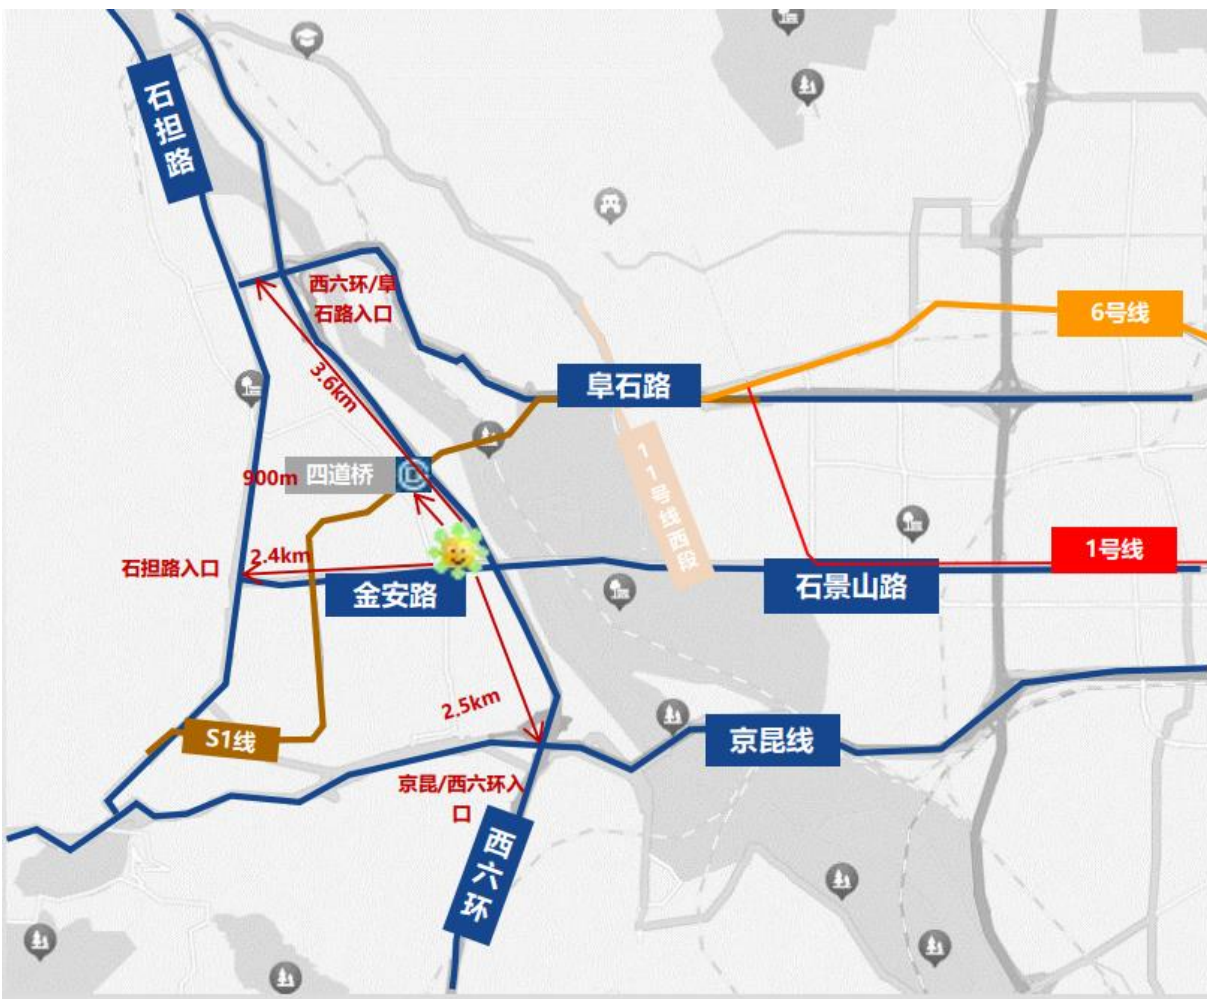 石担路
西六环/阜
石路入口
6号线
3.6km
阜石路
11号线西段
900m
四道桥
1号线
2.4km
石担路入口
金安路
石景山路
2.5km
S1线
京昆线
京昆/西六环入
口
西六环